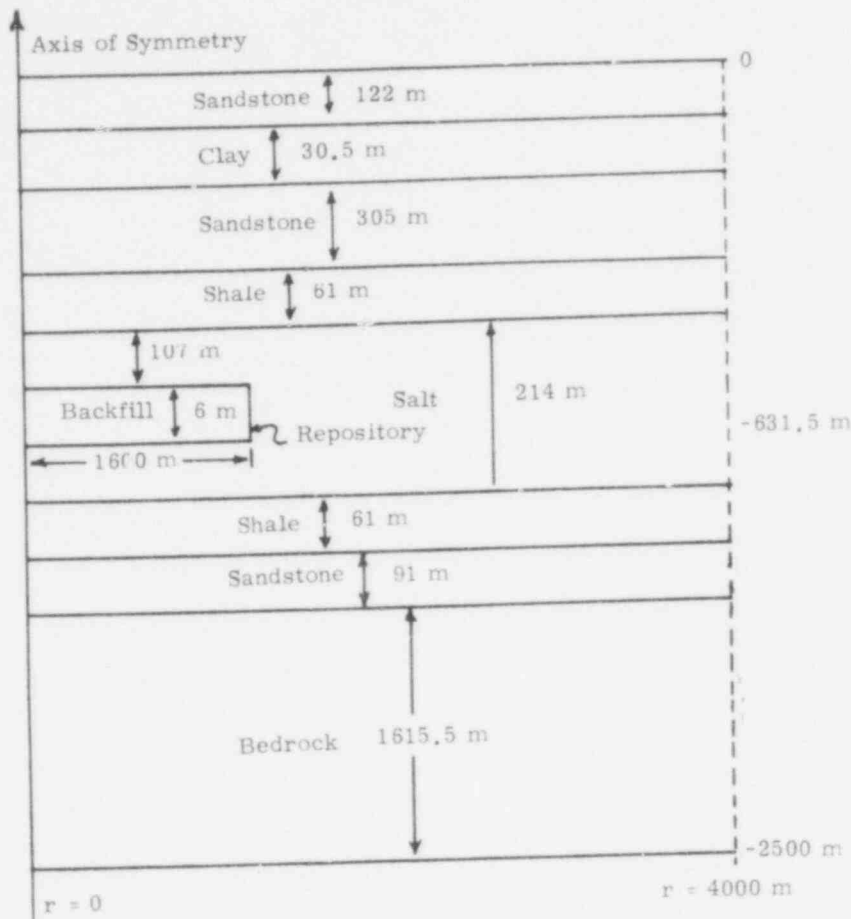 Axis of Symmetry
0
Sandstone 122 m
Clay 30.5 m
Sandstone 305 m
Shale 61 m
107 m
Salt 214 m
Backfill 6 m
-631.5 m
Repository
1600 m
Shale 61 m
Sandstone 91 m
Bedrock 1615.5 m
-2500 m
r = 0
r = 4000 m